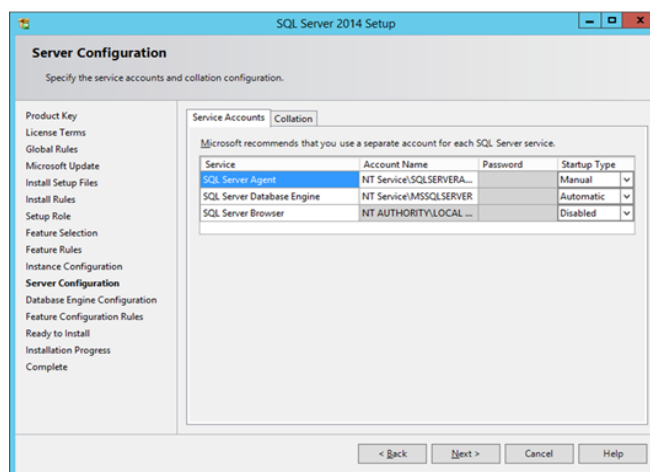 SQL Server 2014 Setup
Server Configuration
Specify the service accounts and collation configuration.
Product Key
License Terms
Global Rules
Microsoft Update
Install Setup Files
Install Rules
Setup Role
Feature Selection
Feature Rules
Instance Configuration
Server Configuration
Database Engine Configuration
Feature Configuration Rules
Ready to Install
Installation Progress
Complete
Service Accounts Collation
Microsoft recommends that you use a separate account for each SQL Server service.
Service Account Name Password Startup Type
SQL Server Agent NT Service\SQLSERVERA... Manual
SQL Server Database Engine NT Service\MSSQLSERVER Automatic
SQL Server Browser NT AUTHORITY\LOCAL ... Disabled
< Back Next > Cancel Help